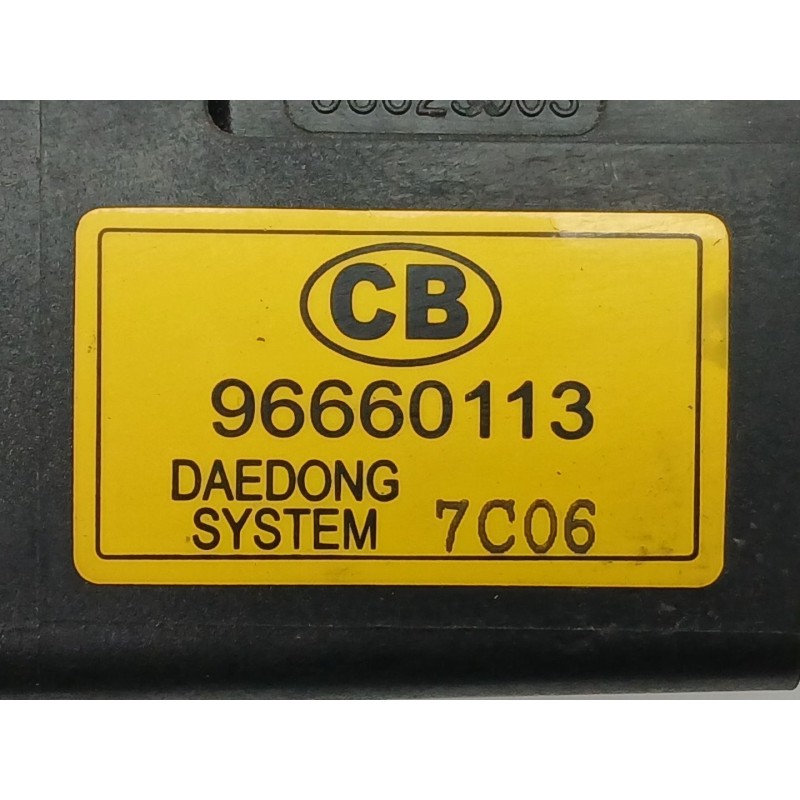 CB
96660113
DAEDONG
SYSTEM 7C06